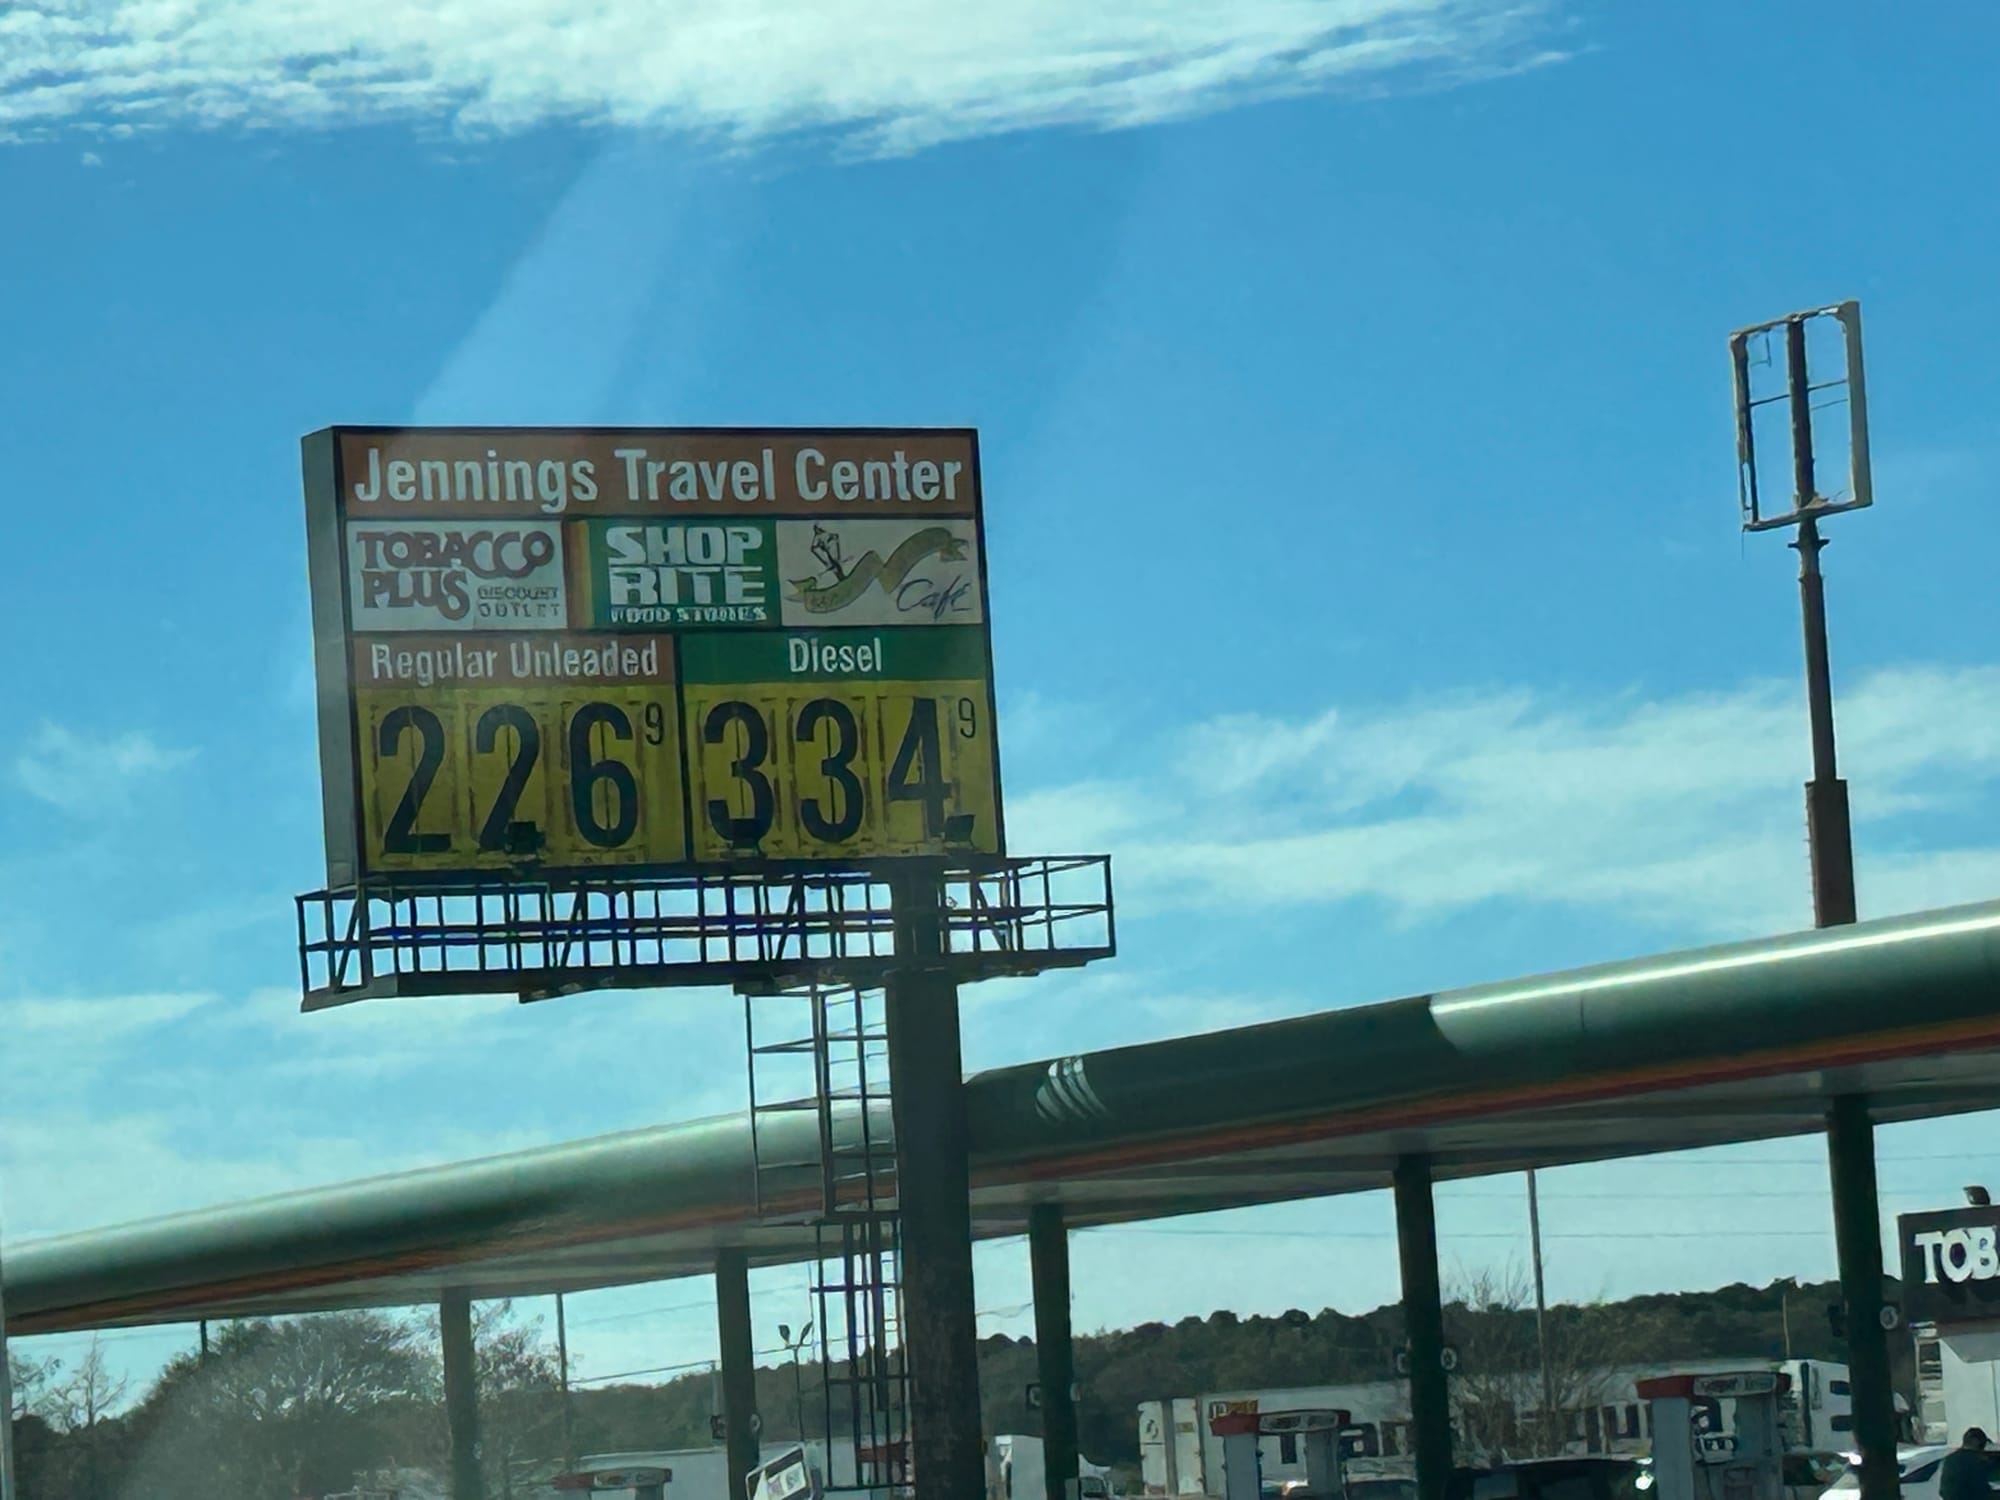 Jennings Travel Center
TOBACCO
PLUS DISCOUNT
OUTLET
SHOP
RITE
FOOD STORES
Café
Regular Unleaded
Diesel
226 9
334 9
TOB